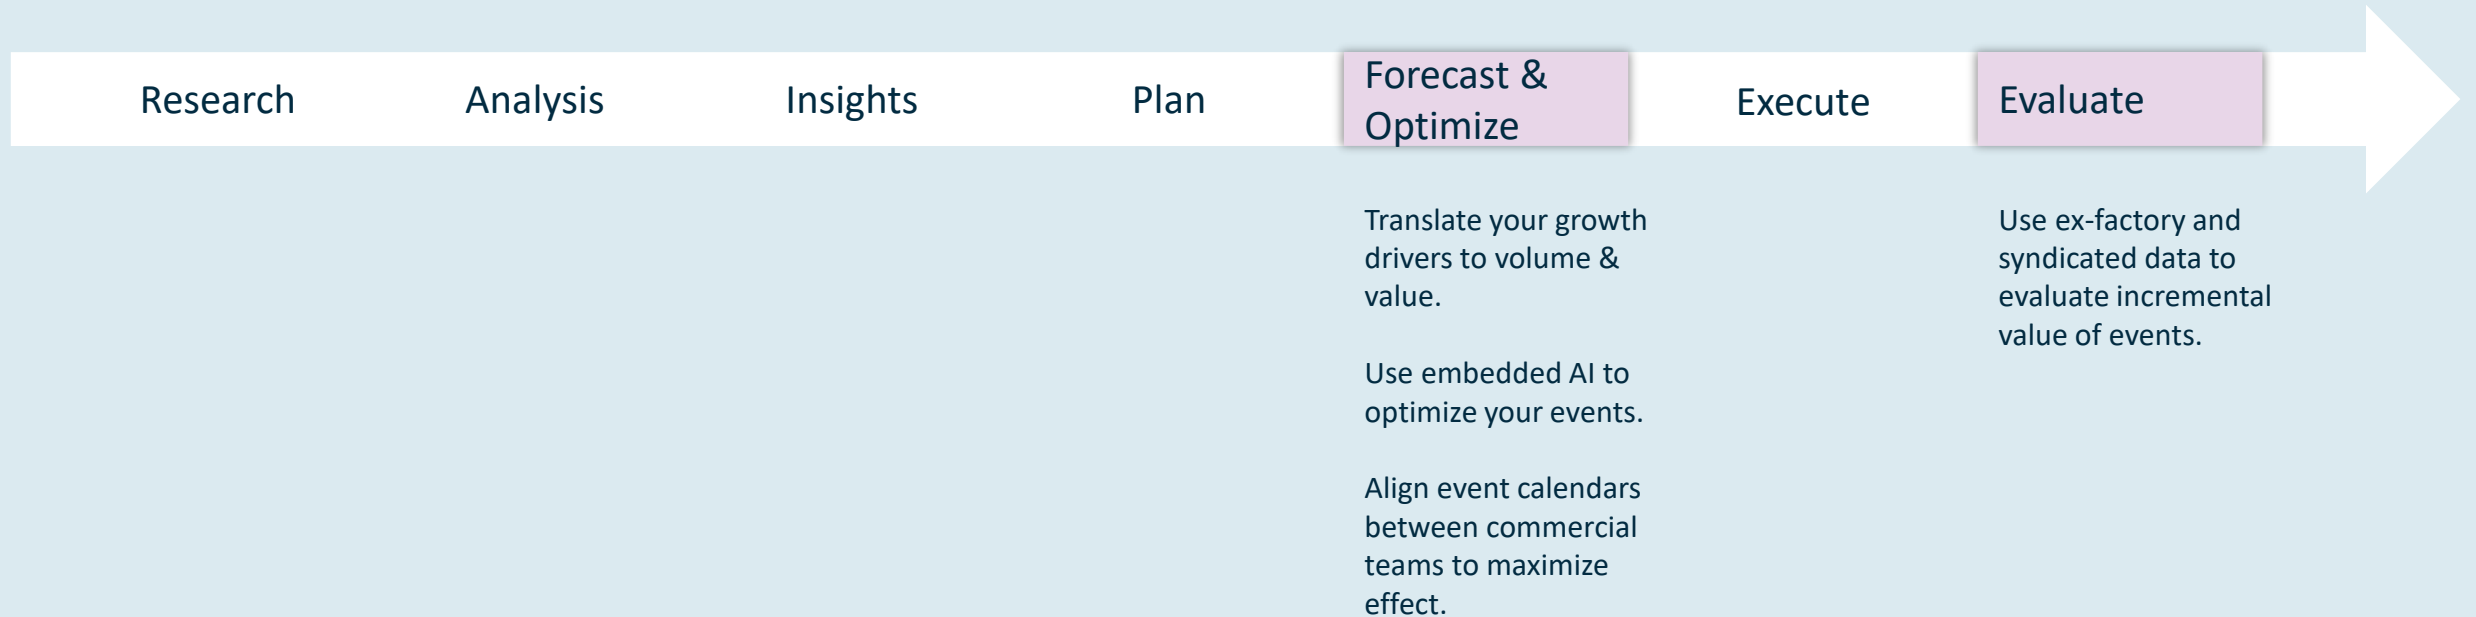 Research
Analysis
Insights
Plan
Forecast &
Optimize
Execute
Evaluate
Translate your growth
drivers to volume &
value.
Use embedded AI to
optimize your events.
Align event calendars
between commercial
teams to maximize
effect.
Use ex-factory and
syndicated data to
evaluate incremental
value of events.